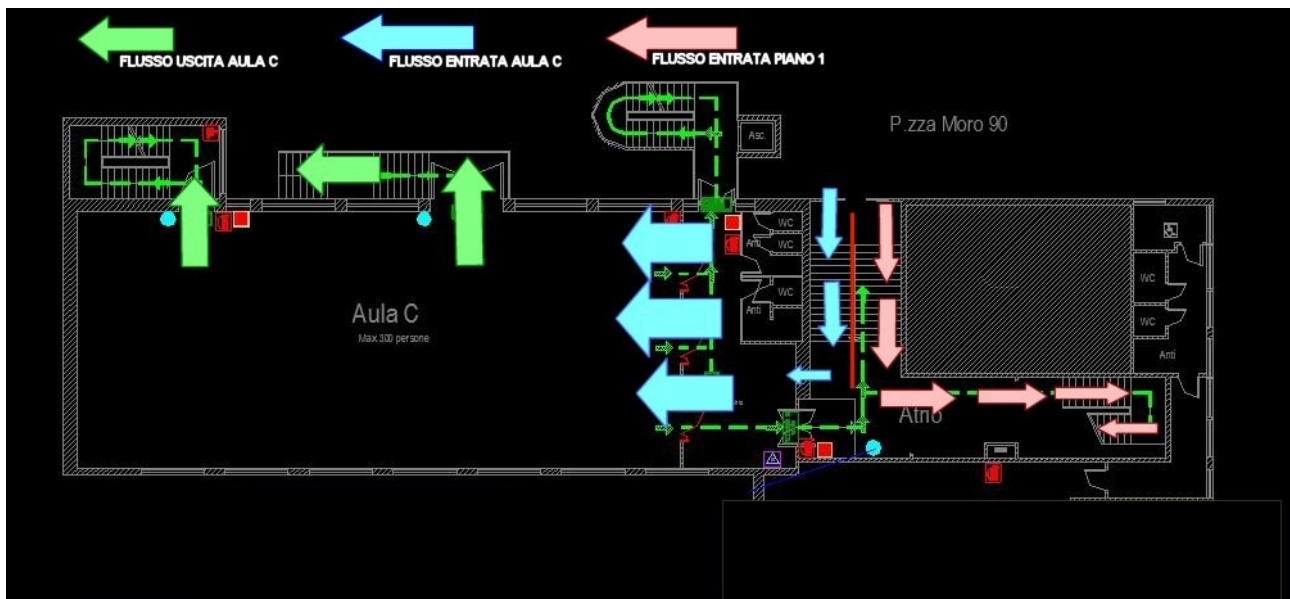 FLUSSO USCITA AULA C
FLUSSO ENTRATA AULA C
FLUSSO ENTRATA PIANO 1
P.zza Moro 90
Asc.
WC
Anti
WC
WC
Anti
WC
WC
Anti
Aula C
Max 300 persone
Atrio